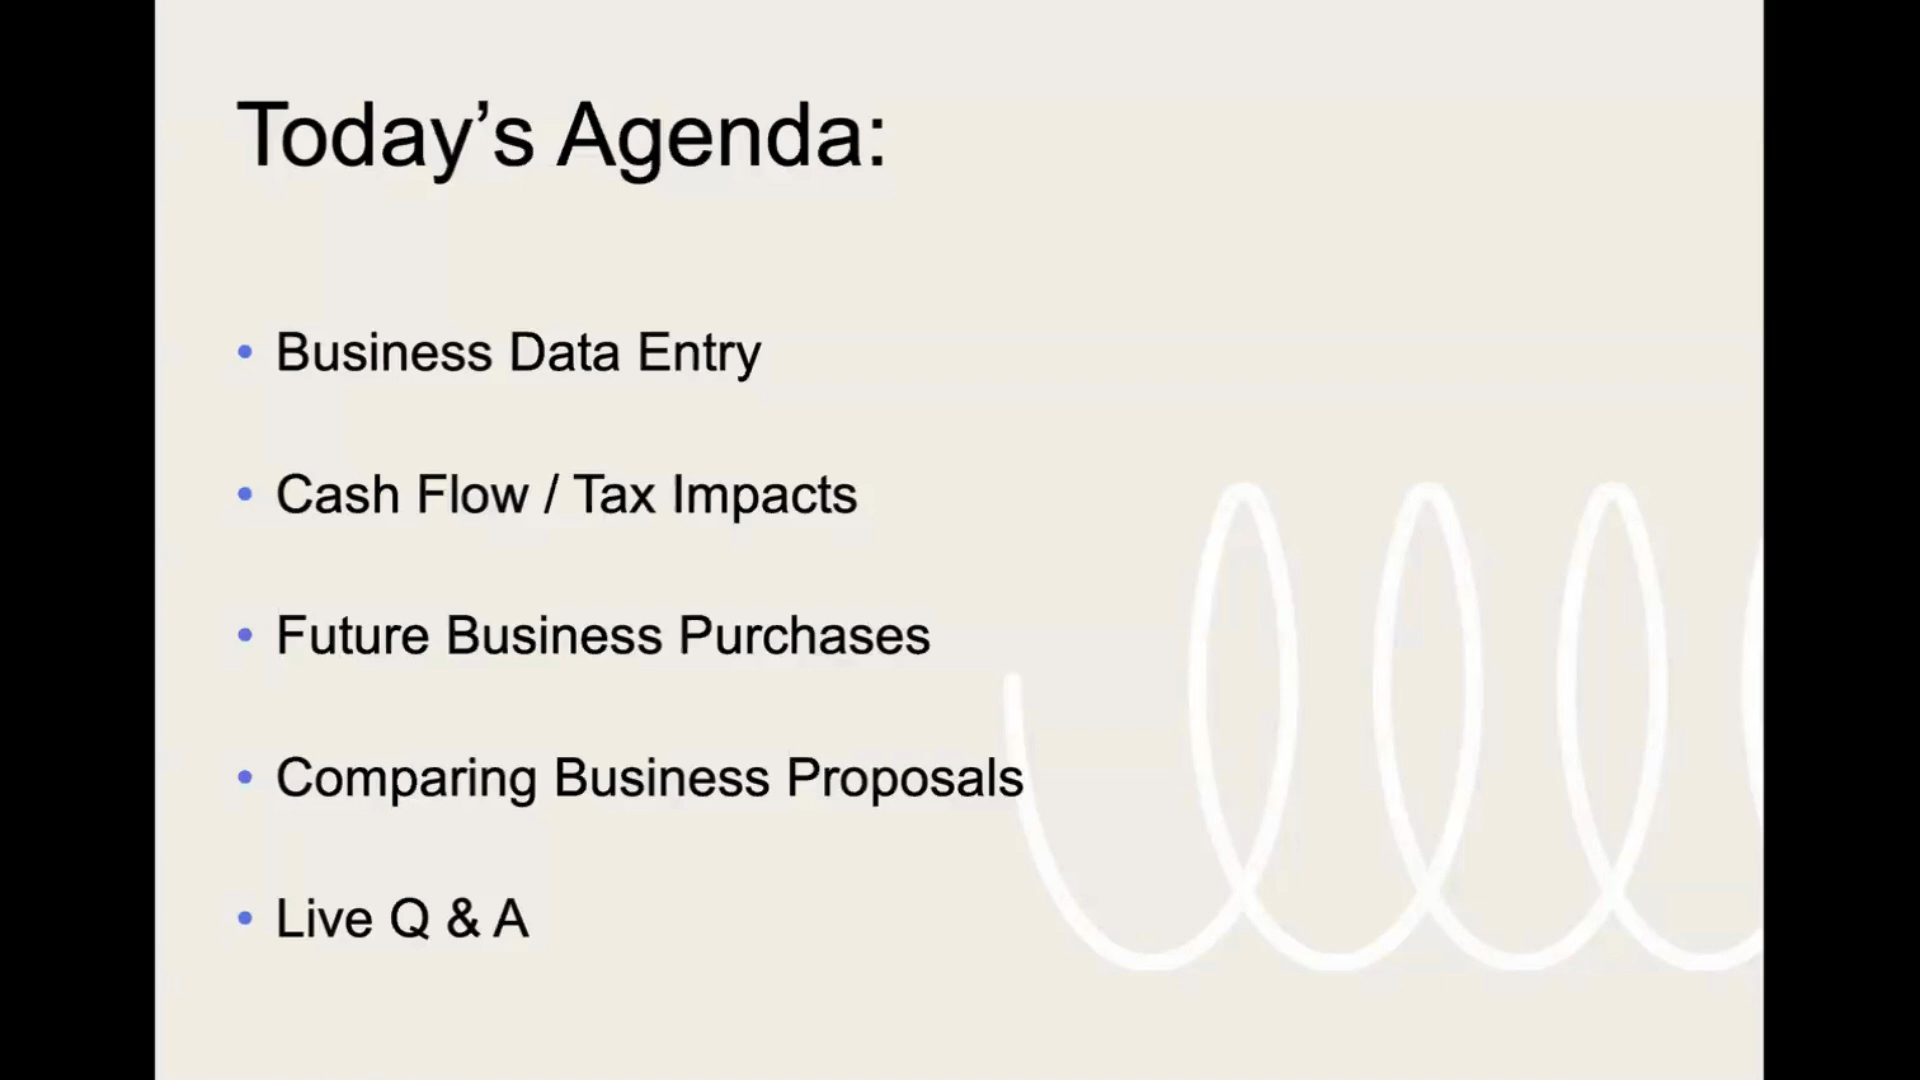 Today’s Agenda:
• Business Data Entry
• Cash Flow / Tax Impacts
• Future Business Purchases
• Comparing Business Proposals
• Live Q & A